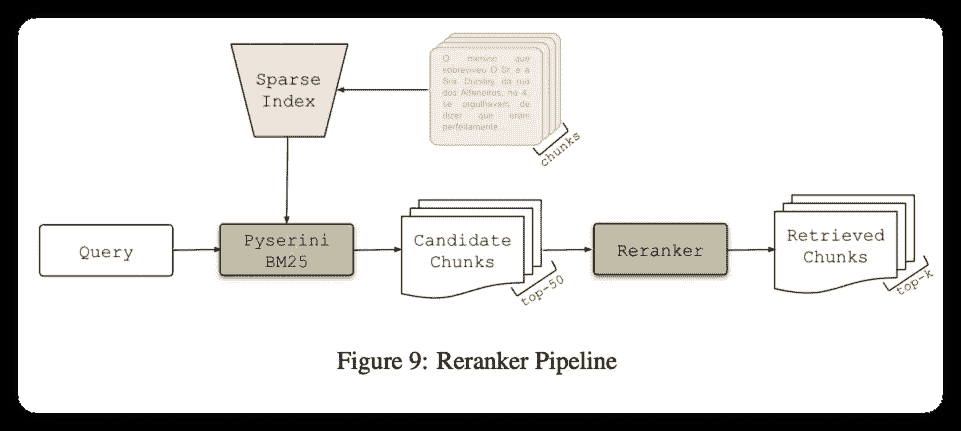 Sparse
Index
O menino que
sobreviveu O Sr. e a
Sra. Dursley, da rua
dos Alfeneiros, no 4,
se orgulhavam de
dizer que eram
perfeitamente...
chunks
Query
Pyserini
BM25
Candidate
Chunks
top-50
Reranker
Retrieved
Chunks
top-k
Figure 9: Reranker Pipeline